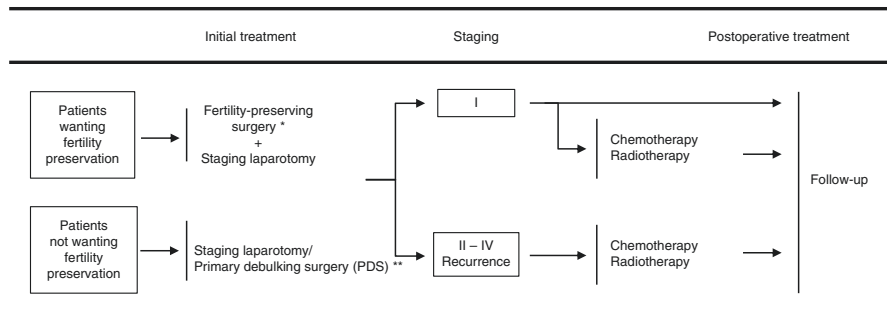 Initial treatment
Staging
Postoperative treatment
Patients
wanting
fertility
preservation
Fertility-preserving
surgery *
+
Staging laparotomy
I
Chemotherapy
Radiotherapy
Follow-up
Patients
not wanting
fertility
preservation
Staging laparotomy/
Primary debulking surgery (PDS) **
II – IV
Recurrence
Chemotherapy
Radiotherapy